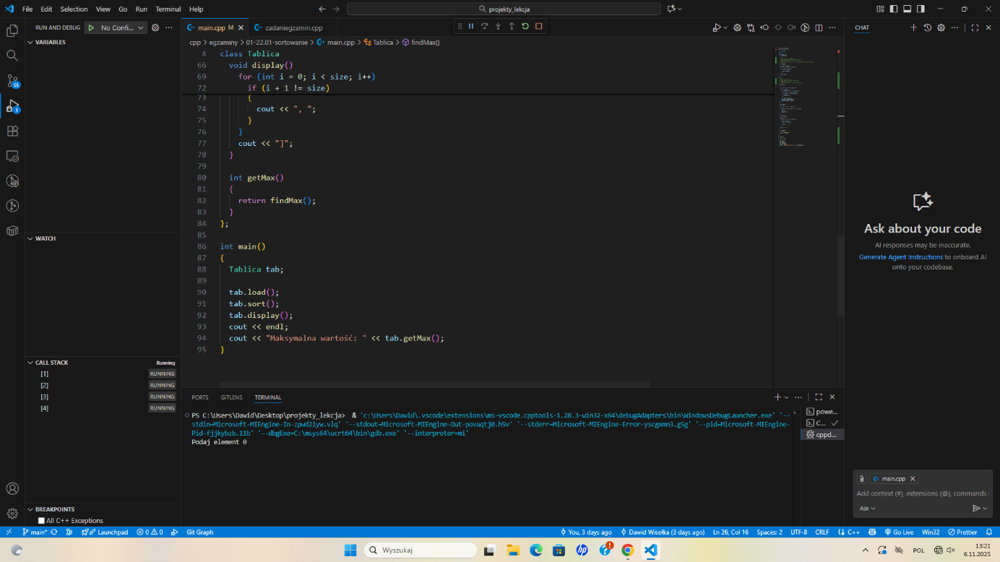 File Edit Selection View Go Run Terminal Help
projekty_lekcja
RUN AND DEBUG No Confi...
main.cpp M
zadaniegzamin.cpp
VARIABLES
cpp > egzaminy > 01-22.01-sortowanie > main.cpp > Tablica > findMax()
4 class Tablica
66 void display()
69 for (int i = 0; i < size; i++)
72 if (i + 1 != size)
73 {
74 cout << ", ";
75 }
76 }
77 cout << "]";
78 }
79
80 int getMax()
81 {
82 return findMax();
83 }
84 };
85
86 int main()
87 {
88 Tablica tab;
89
90 tab.load();
91 tab.sort();
92 tab.display();
93 cout << endl;
94 cout << "Maksymalna wartość: " << tab.getMax();
95 }
WATCH
CALL STACK Running
[1] RUNNING
[2] RUNNING
[3] RUNNING
[4] RUNNING
BREAKPOINTS
All C++ Exceptions
55
1
PORTS GITLENS TERMINAL
PS C:\Users\Dawid\Desktop\projekty_lekcja> & 'c:\Users\Dawid\.vscode\extensions\ms-vscode.cpptools-1.28.3-win32-x64\debugAdapters\bin\WindowsDebugLauncher.exe' '--
stdin=Microsoft-MIEngine-In-zpwd2iyw.vlq' '--stdout=Microsoft-MIEngine-Out-povaqtj0.h5v' '--stderr=Microsoft-MIEngine-Error-yscgxmn3.g5g' '--pid=Microsoft-MIEngine-
Pid-fjjkybzb.11b' '--dbgExe=C:\msys64\ucrt64\bin\gdb.exe' '--interpreter=mi'
Podaj element 0
powe...
C...
cppd...
CHAT
Ask about your code
AI responses may be inaccurate.
Generate Agent Instructions to onboard AI
onto your codebase.
main.cpp
Add context (#), extensions (@), commands
Ask
main* 0 0 Launchpad Git Graph
You, 3 days ago Dawid Wisełka (3 days ago) Ln 26, Col 16 Spaces: 2 UTF-8 CRLF C++ Go Live Win32 Prettier
Wyszukaj
POL
13:21
6.11.2025